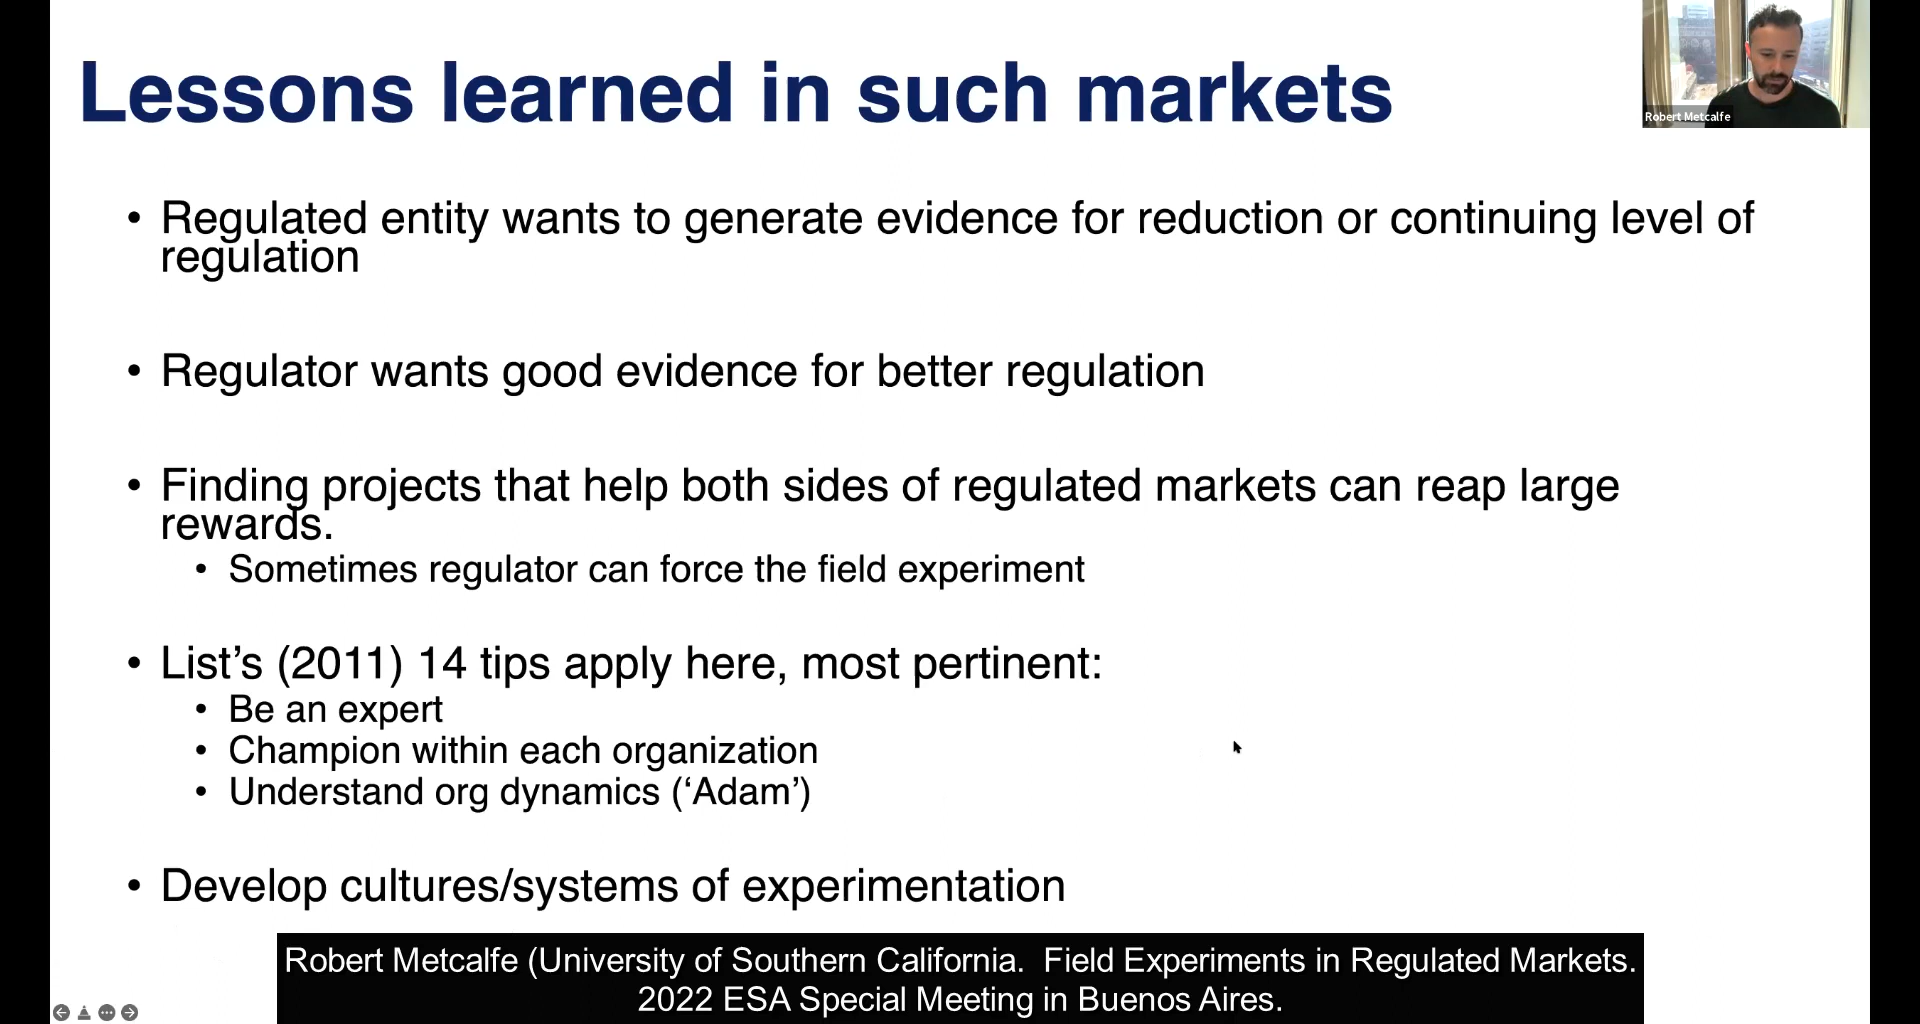 Lessons learned in such markets
Robert Metcalfe
• Regulated entity wants to generate evidence for reduction or continuing level of
regulation
• Regulator wants good evidence for better regulation
• Finding projects that help both sides of regulated markets can reap large
rewards.
• Sometimes regulator can force the field experiment
• List’s (2011) 14 tips apply here, most pertinent:
• Be an expert
• Champion within each organization
• Understand org dynamics (‘Adam’)
• Develop cultures/systems of experimentation
Robert Metcalfe (University of Southern California.  Field Experiments in Regulated Markets.
2022 ESA Special Meeting in Buenos Aires.